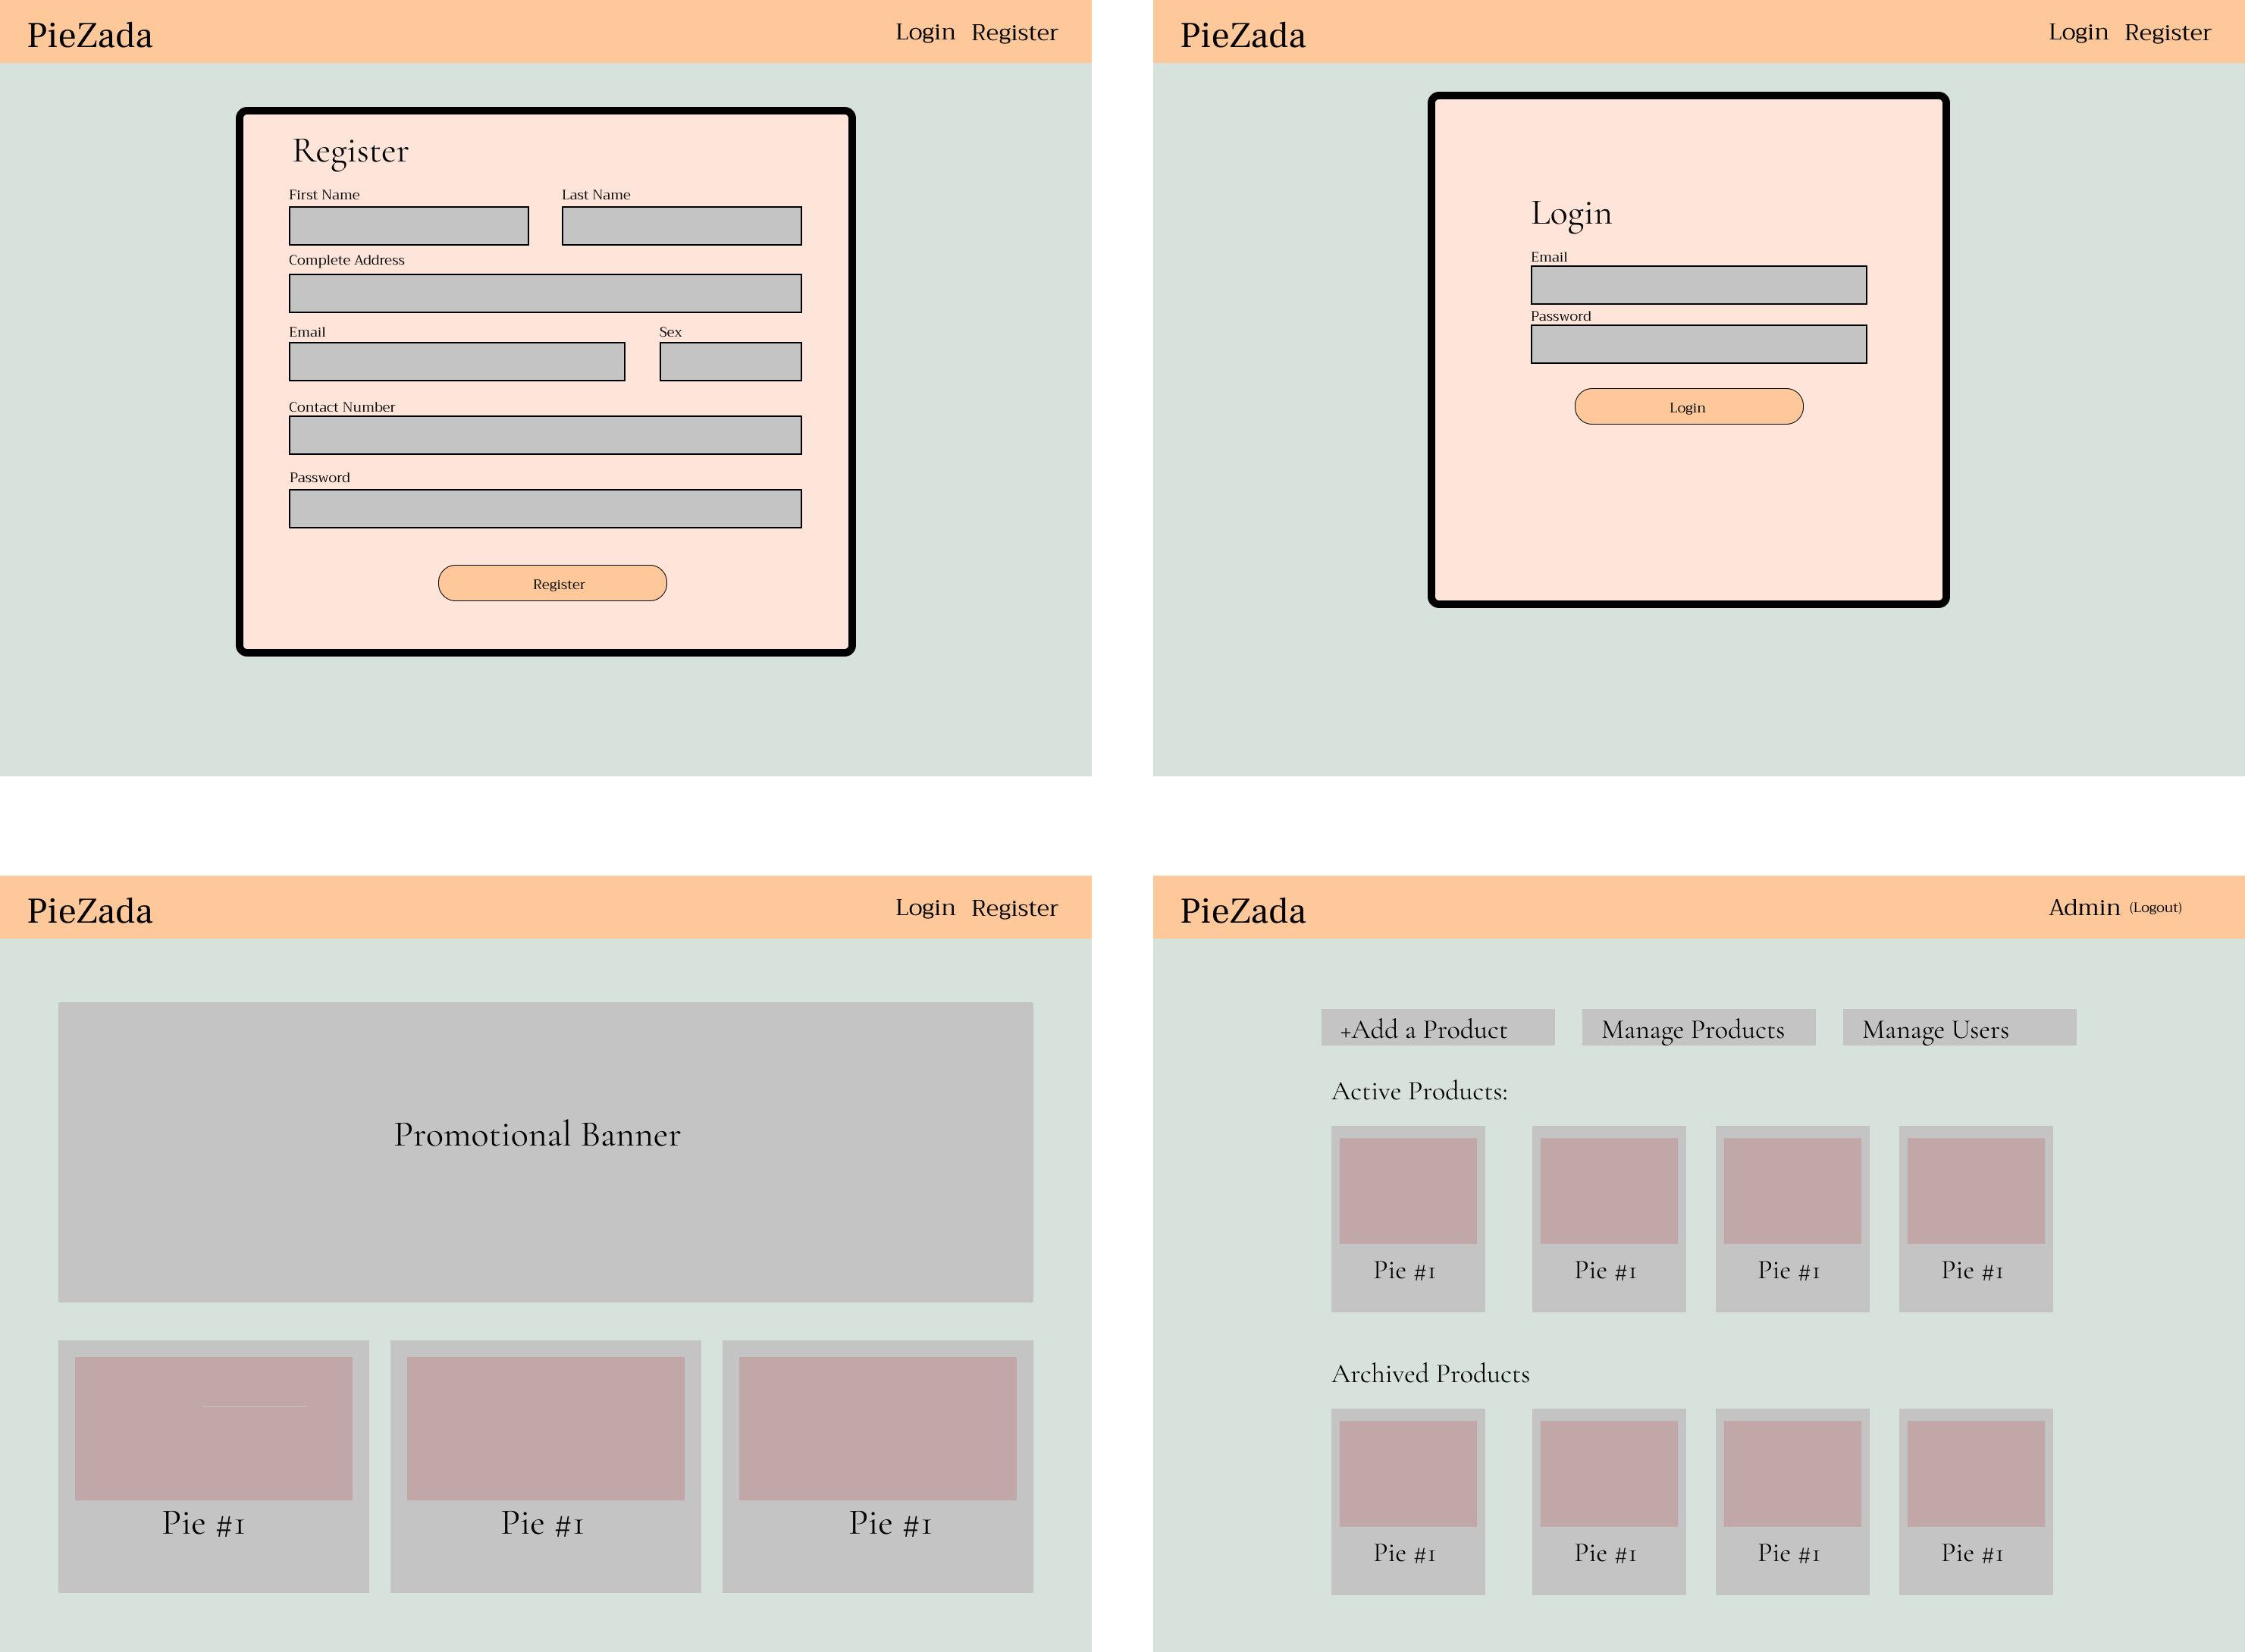 PieZada
Login Register
Register
First Name Last Name
Complete Address
Email Sex
Contact Number
Password
Register
PieZada
Login Register
Login
Email
Password
Login
PieZada
Login Register
Promotional Banner
Pie #1 Pie #1 Pie #1
PieZada
Admin (Logout)
+Add a Product Manage Products Manage Users
Active Products:
Pie #1 Pie #1 Pie #1 Pie #1
Archived Products
Pie #1 Pie #1 Pie #1 Pie #1